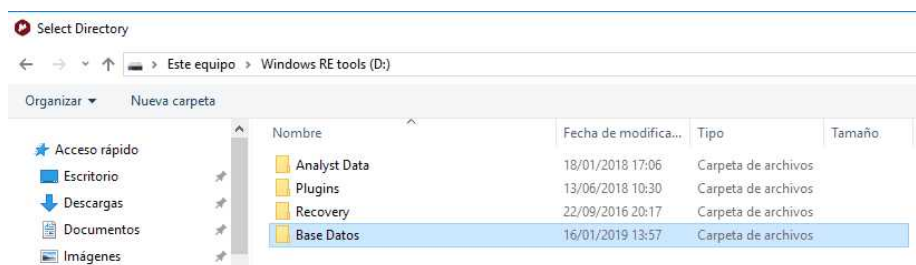 Select Directory
Este equipo > Windows RE tools (D:)
Organizar Nueva carpeta
Nombre Fecha de modifica... Tipo Tamaño
Acceso rápido
Escritorio
Descargas
Documentos
Imágenes
Analyst Data 18/01/2018 17:06 Carpeta de archivos
Plugins 13/06/2018 10:30 Carpeta de archivos
Recovery 22/09/2016 20:17 Carpeta de archivos
Base Datos 16/01/2019 13:57 Carpeta de archivos